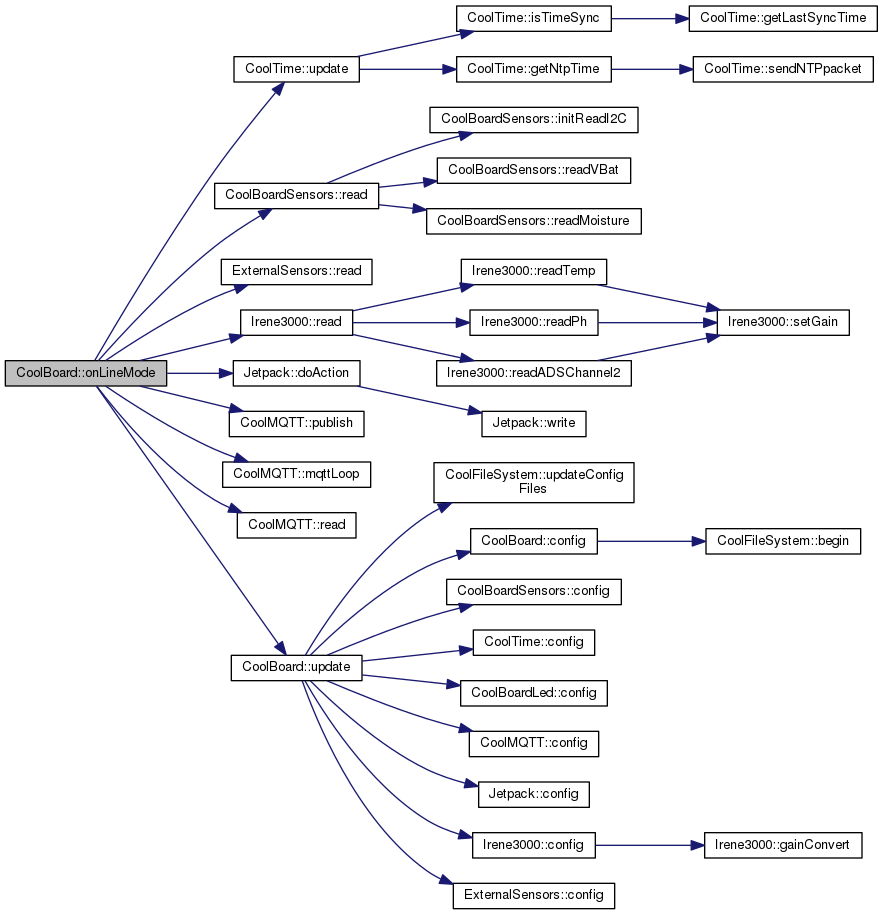 CoolTime::isTimeSync
CoolTime::getLastSyncTime
CoolTime::update
CoolTime::getNtpTime
CoolTime::sendNTPpacket
CoolBoardSensors::initReadI2C
CoolBoardSensors::readVBat
CoolBoardSensors::read
CoolBoardSensors::readMoisture
ExternalSensors::read
Irene3000::readTemp
Irene3000::read
Irene3000::readPh
Irene3000::setGain
CoolBoard::onLineMode
Jetpack::doAction
Irene3000::readADSChannel2
CoolMQTT::publish
Jetpack::write
CoolMQTT::mqttLoop
CoolFileSystem::updateConfig
Files
CoolMQTT::read
CoolBoard::config
CoolFileSystem::begin
CoolBoardSensors::config
CoolTime::config
CoolBoard::update
CoolBoardLed::config
CoolMQTT::config
Jetpack::config
Irene3000::config
Irene3000::gainConvert
ExternalSensors::config